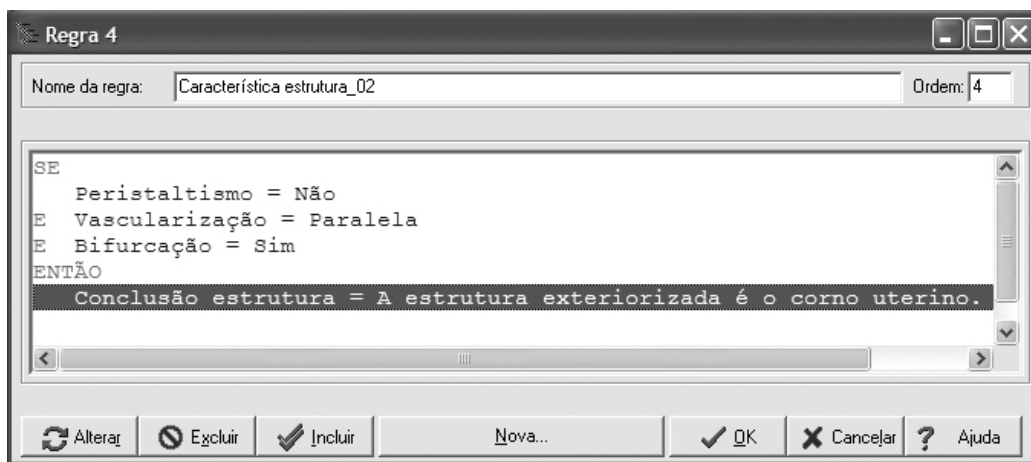 Regra 4
Nome da regra: Característica estrutura_02 Ordem: 4
SE
Peristaltismo = Não
E Vascularização = Paralela
E Bifurcação = Sim
ENTÃO
Conclusão estrutura = A estrutura exteriorizada é o corno uterino.
Alterar Excluir Incluir Nova... OK Cancelar ? Ajuda